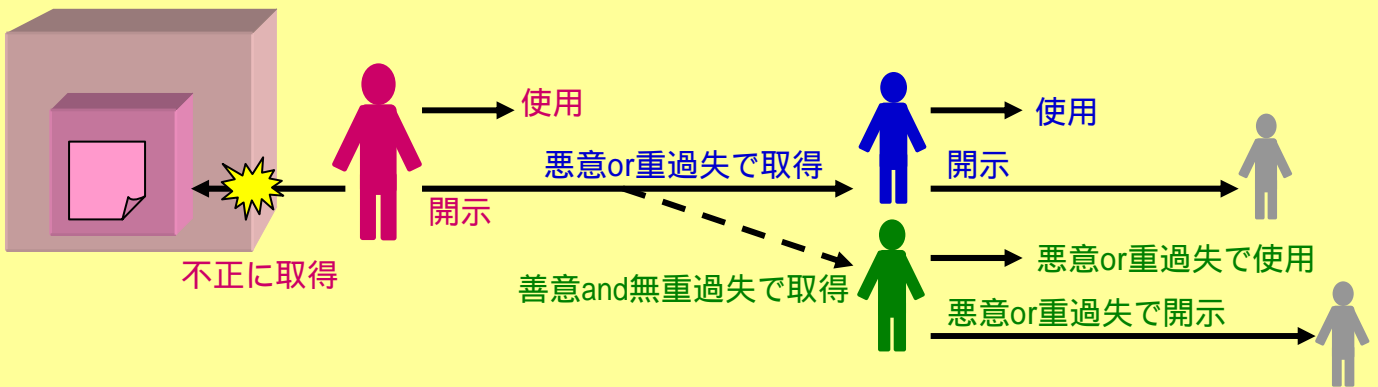 使用
使用
悪意or重過失で取得
開示
開示
不正に取得
善意and無重過失で取得
悪意or重過失で使用
悪意or重過失で開示